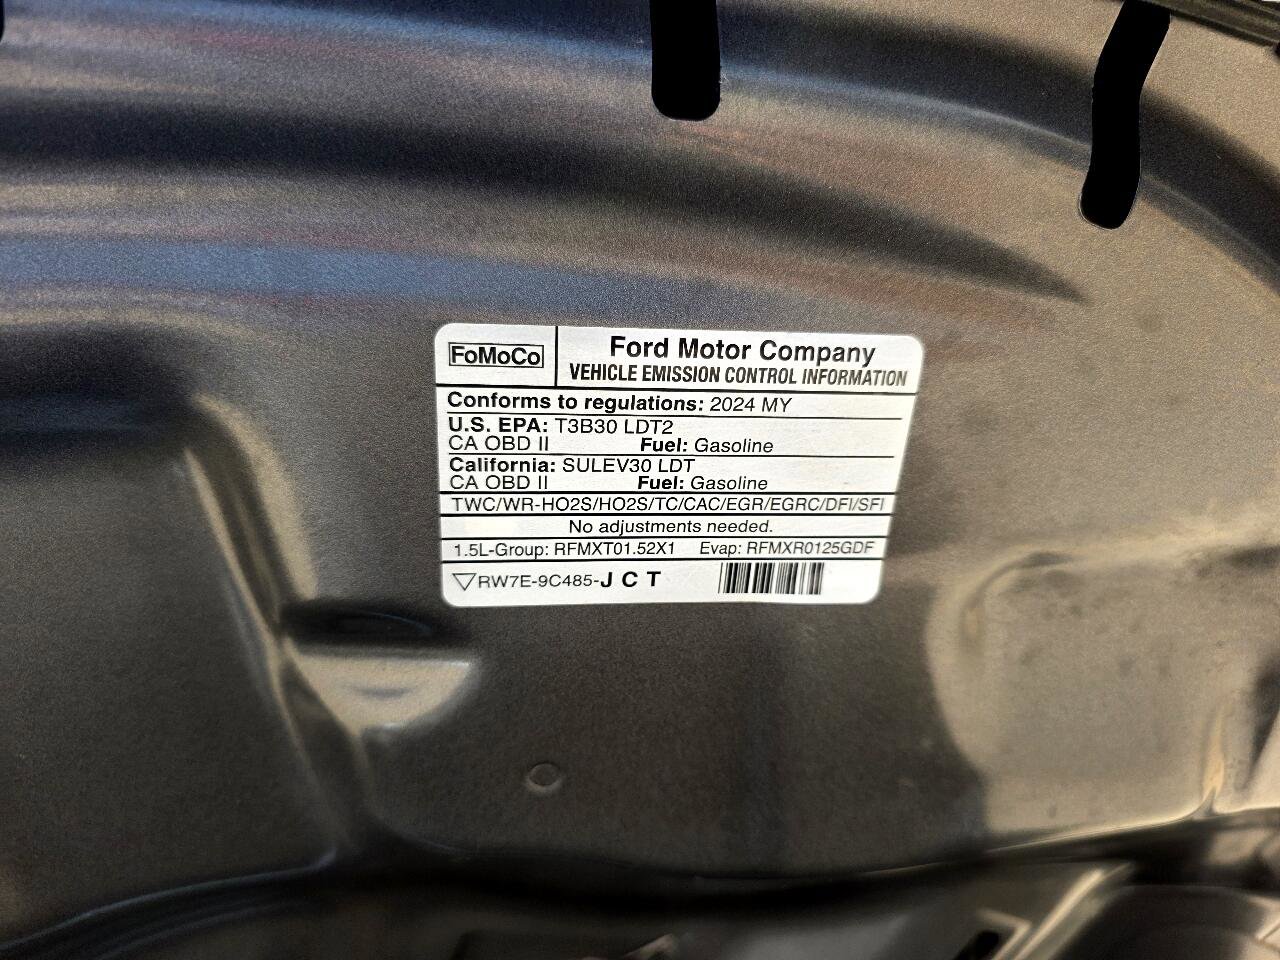 FoMoCo
Ford Motor Company
VEHICLE EMISSION CONTROL INFORMATION
Conforms to regulations: 2024 MY
U.S. EPA: T3B30 LDT2
CA OBD II Fuel: Gasoline
California: SULEV30 LDT
CA OBD II Fuel: Gasoline
TWC/WR-HO2S/HO2S/TC/CAC/EGR/EGRC/DFI/SFI
No adjustments needed.
1.5L-Group: RFMXT01.52X1 Evap: RFMXR0125GDF
RW7E-9C485-J C T